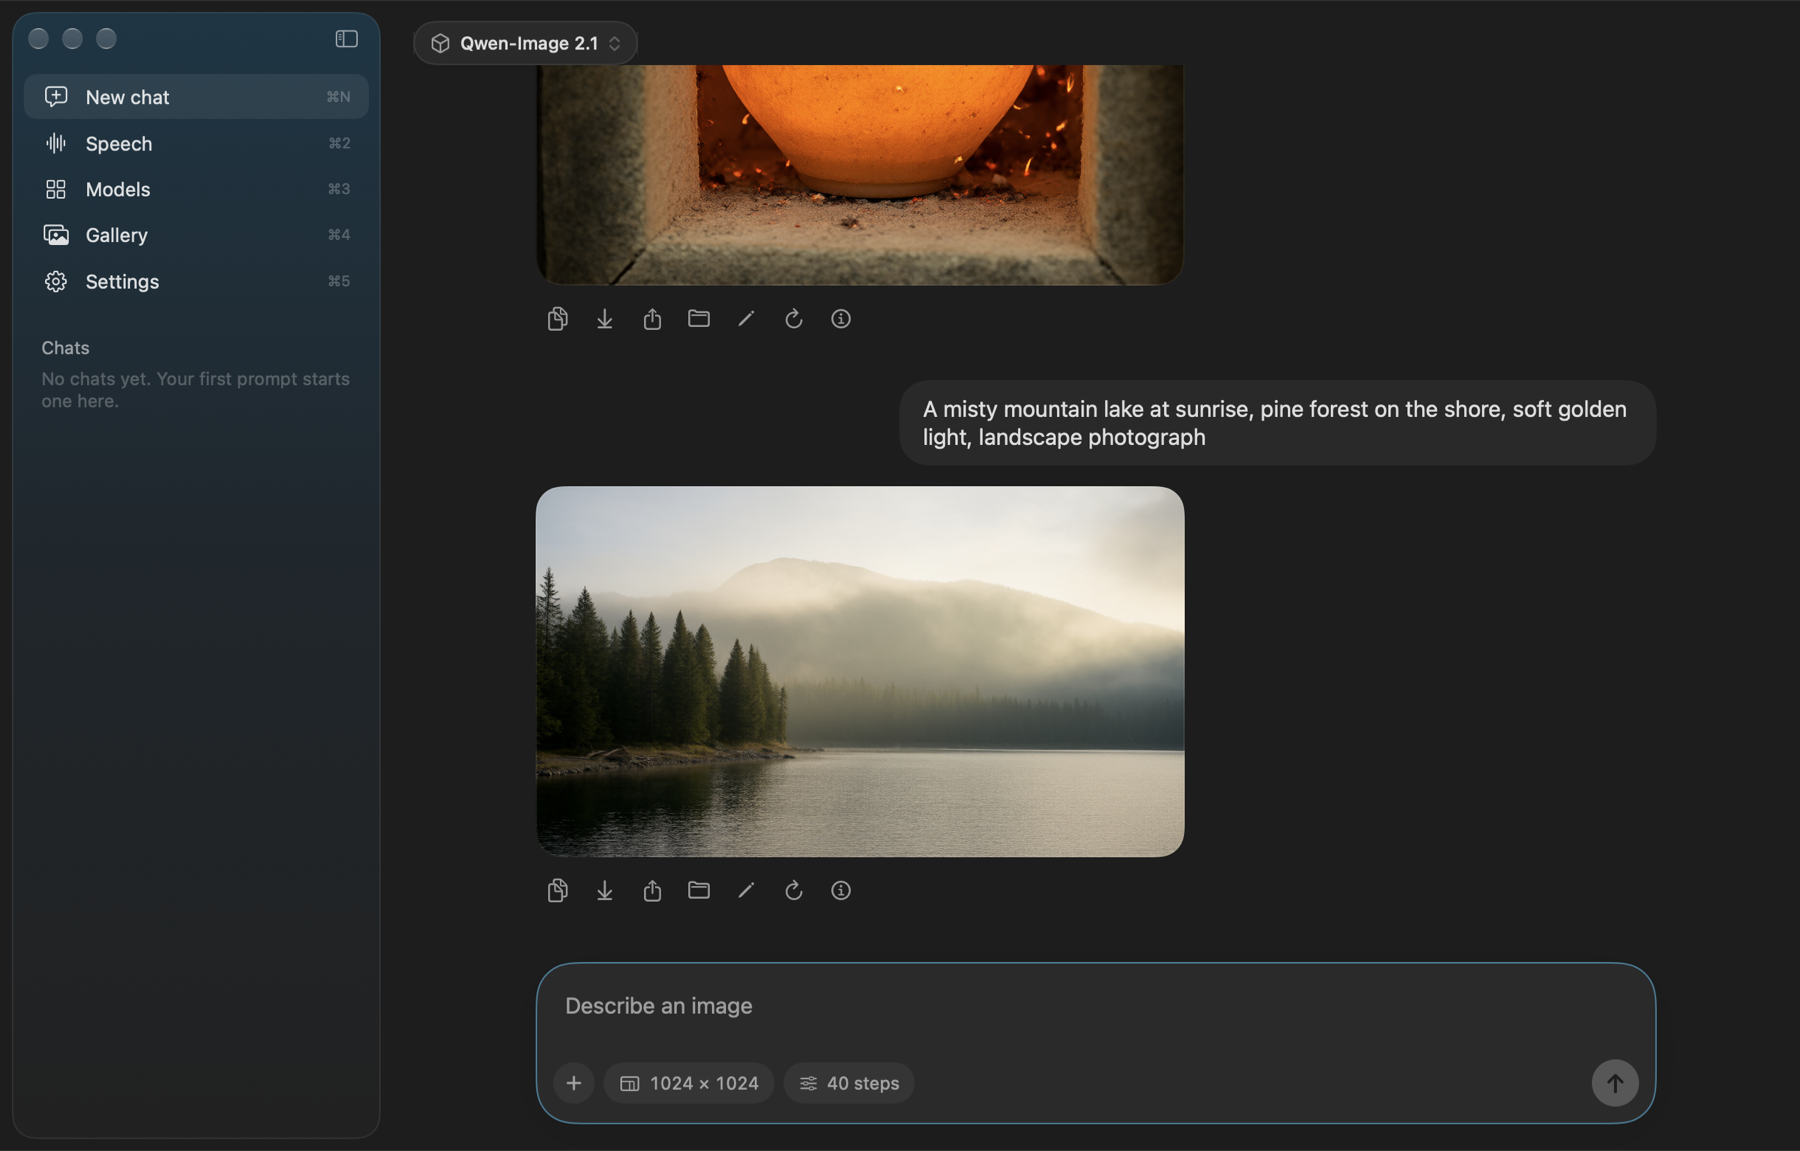 New chat ⌘N
Speech ⌘2
Models ⌘3
Gallery ⌘4
Settings ⌘5
Chats
No chats yet. Your first prompt starts
one here.
Qwen-Image 2.1
A misty mountain lake at sunrise, pine forest on the shore, soft golden
light, landscape photograph
Describe an image
1024 × 1024
40 steps